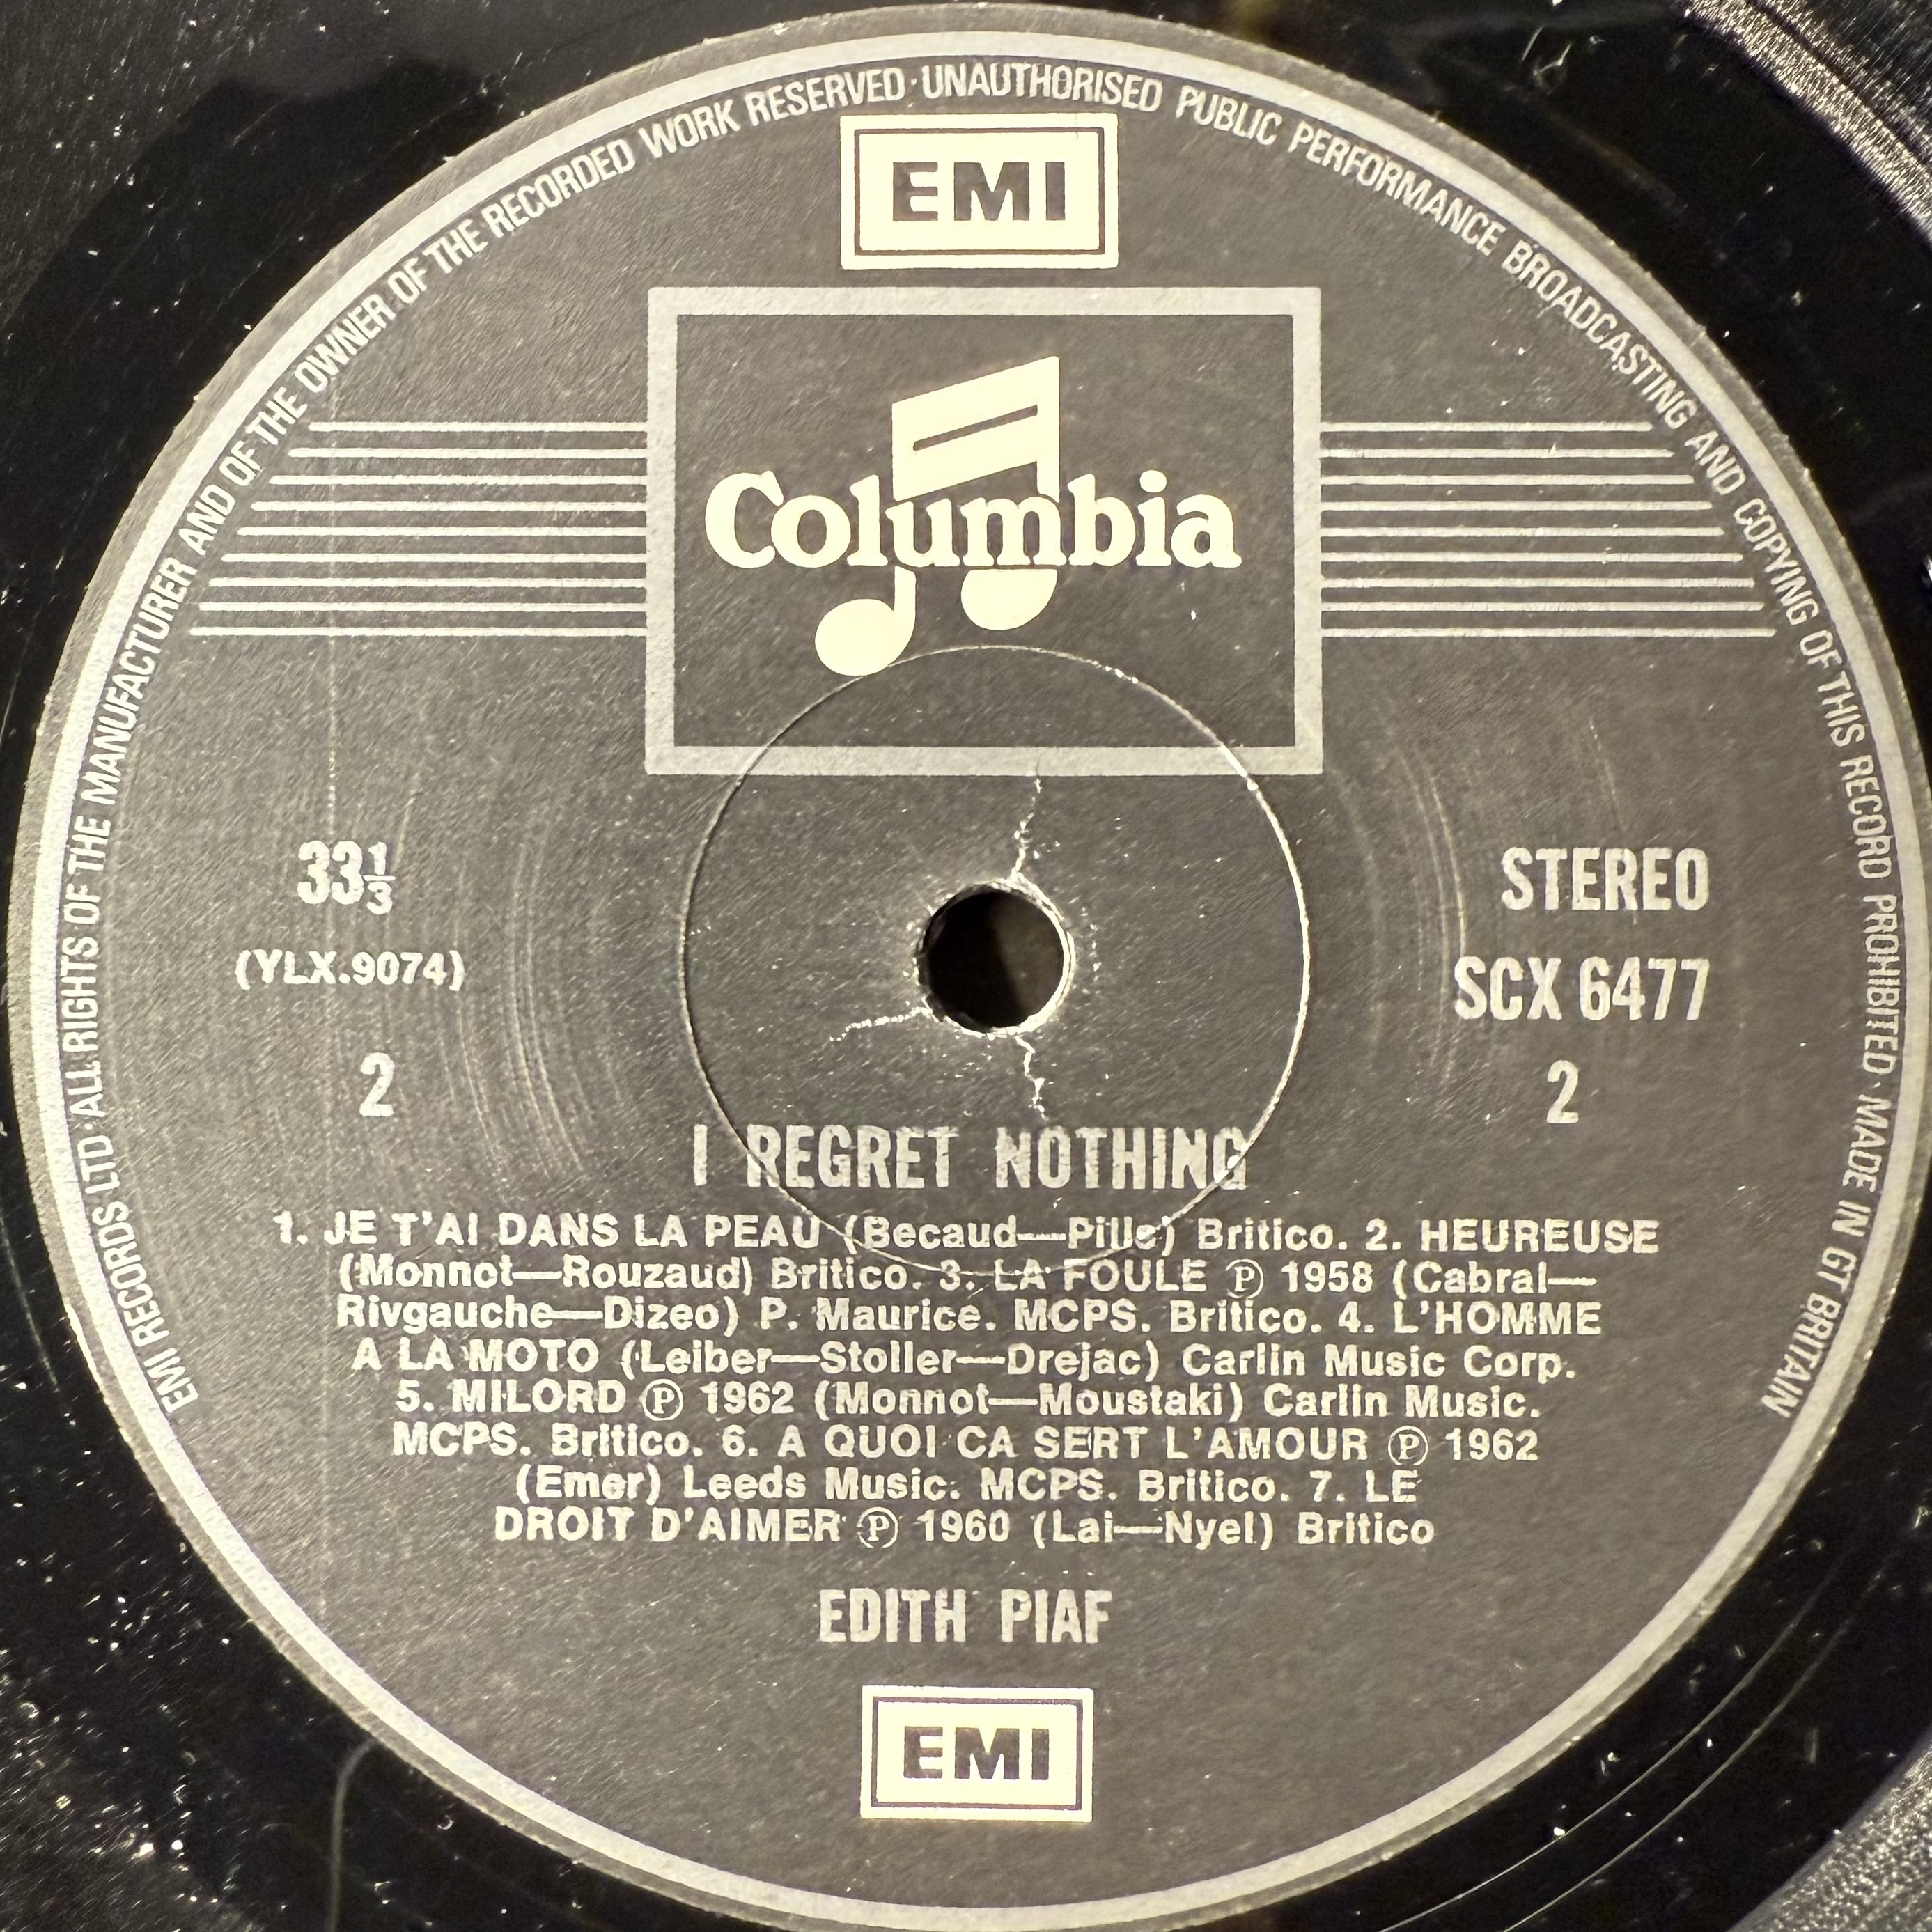 EMI RECORDS LTD · ALL RIGHTS OF THE MANUFACTURER AND OF THE OWNER OF THE RECORDED WORK RESERVED · UNAUTHORISED PUBLIC PERFORMANCE BROADCASTING AND COPYING OF THIS RECORD PROHIBITED · MADE IN GT BRITAIN
EMI
Columbia
33⅓
STEREO
(YLX.9074)
SCX 6477
2
2
I REGRET NOTHING
1. JE T'AI DANS LA PEAU (Becaud—Pills) Britico. 2. HEUREUSE
(Monnot—Rouzaud) Britico. 3. LA FOULE ℗ 1958 (Cabral—
Rivgauche—Dizeo) P. Maurice. MCPS. Britico. 4. L'HOMME
A LA MOTO (Leiber—Stoller—Drejac) Carlin Music Corp.
5. MILORD ℗ 1962 (Monnot—Moustaki) Carlin Music.
MCPS. Britico. 6. A QUOI CA SERT L'AMOUR ℗ 1962
(Emer) Leeds Music. MCPS. Britico. 7. LE
DROIT D'AIMER ℗ 1960 (Lai—Nyel) Britico
EDITH PIAF
EMI